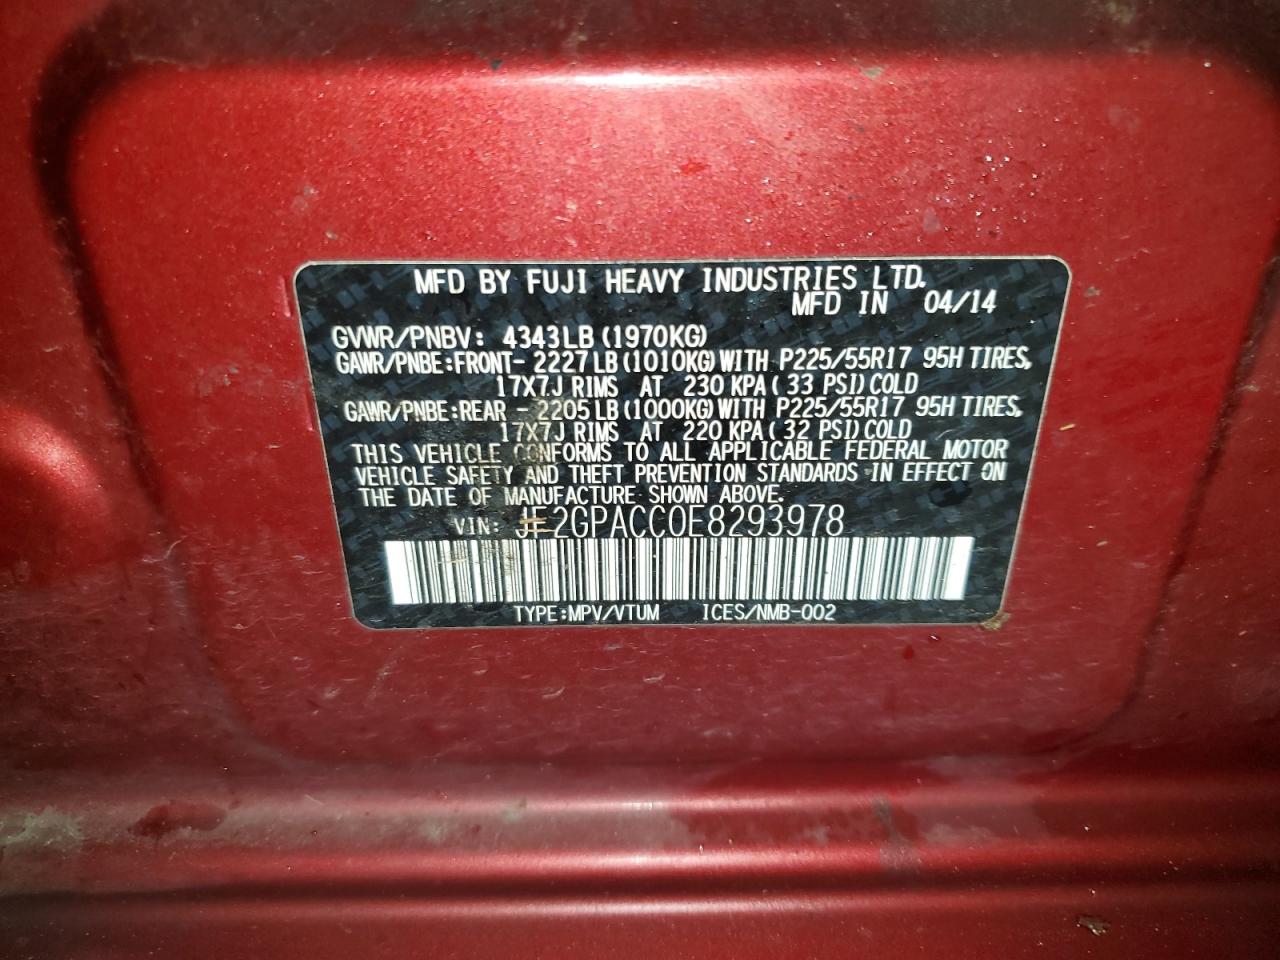 MFD BY FUJI HEAVY INDUSTRIES LTD.
MFD IN 04/14
GVWR/PNBV: 4343LB (1970KG)
GAWR/PNBE:FRONT- 2227LB (1010KG) WITH P225/55R17 95H TIRES,
17X7J RIMS AT 230 KPA ( 33 PSI) COLD
GAWR/PNBE:REAR - 2205LB (1000KG) WITH P225/55R17 95H TIRES,
17X7J RIMS AT 220 KPA ( 32 PSI) COLD
THIS VEHICLE CONFORMS TO ALL APPLICABLE FEDERAL MOTOR
VEHICLE SAFETY AND THEFT PREVENTION STANDARDS IN EFFECT ON
THE DATE OF MANUFACTURE SHOWN ABOVE.
VIN: JF2GPACC0E8293978
TYPE:MPV/VTUM ICES/NMB-002